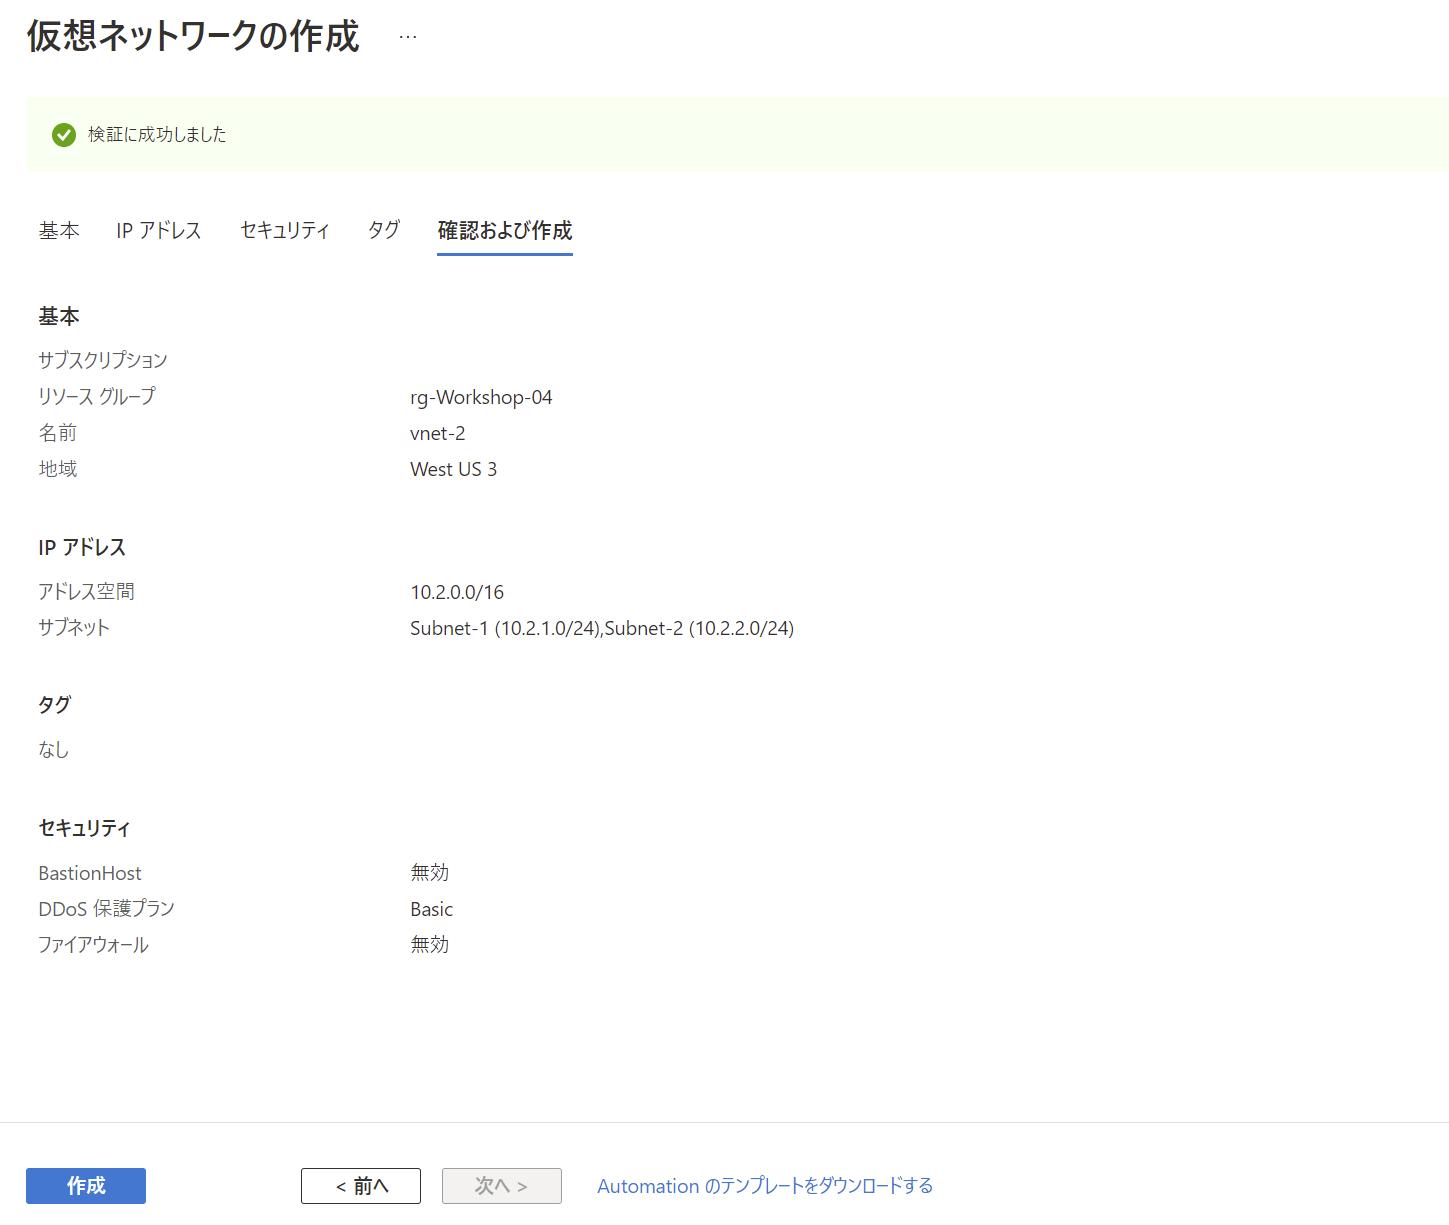 仮想ネットワークの作成 …
検証に成功しました
基本 IP アドレス セキュリティ タグ 確認および作成
基本
サブスクリプション
リソース グループ rg-Workshop-04
名前 vnet-2
地域 West US 3
IP アドレス
アドレス空間 10.2.0.0/16
サブネット Subnet-1 (10.2.1.0/24),Subnet-2 (10.2.2.0/24)
タグ
なし
セキュリティ
BastionHost 無効
DDoS 保護プラン Basic
ファイアウォール 無効
作成 < 前へ 次へ > Automation のテンプレートをダウンロードする